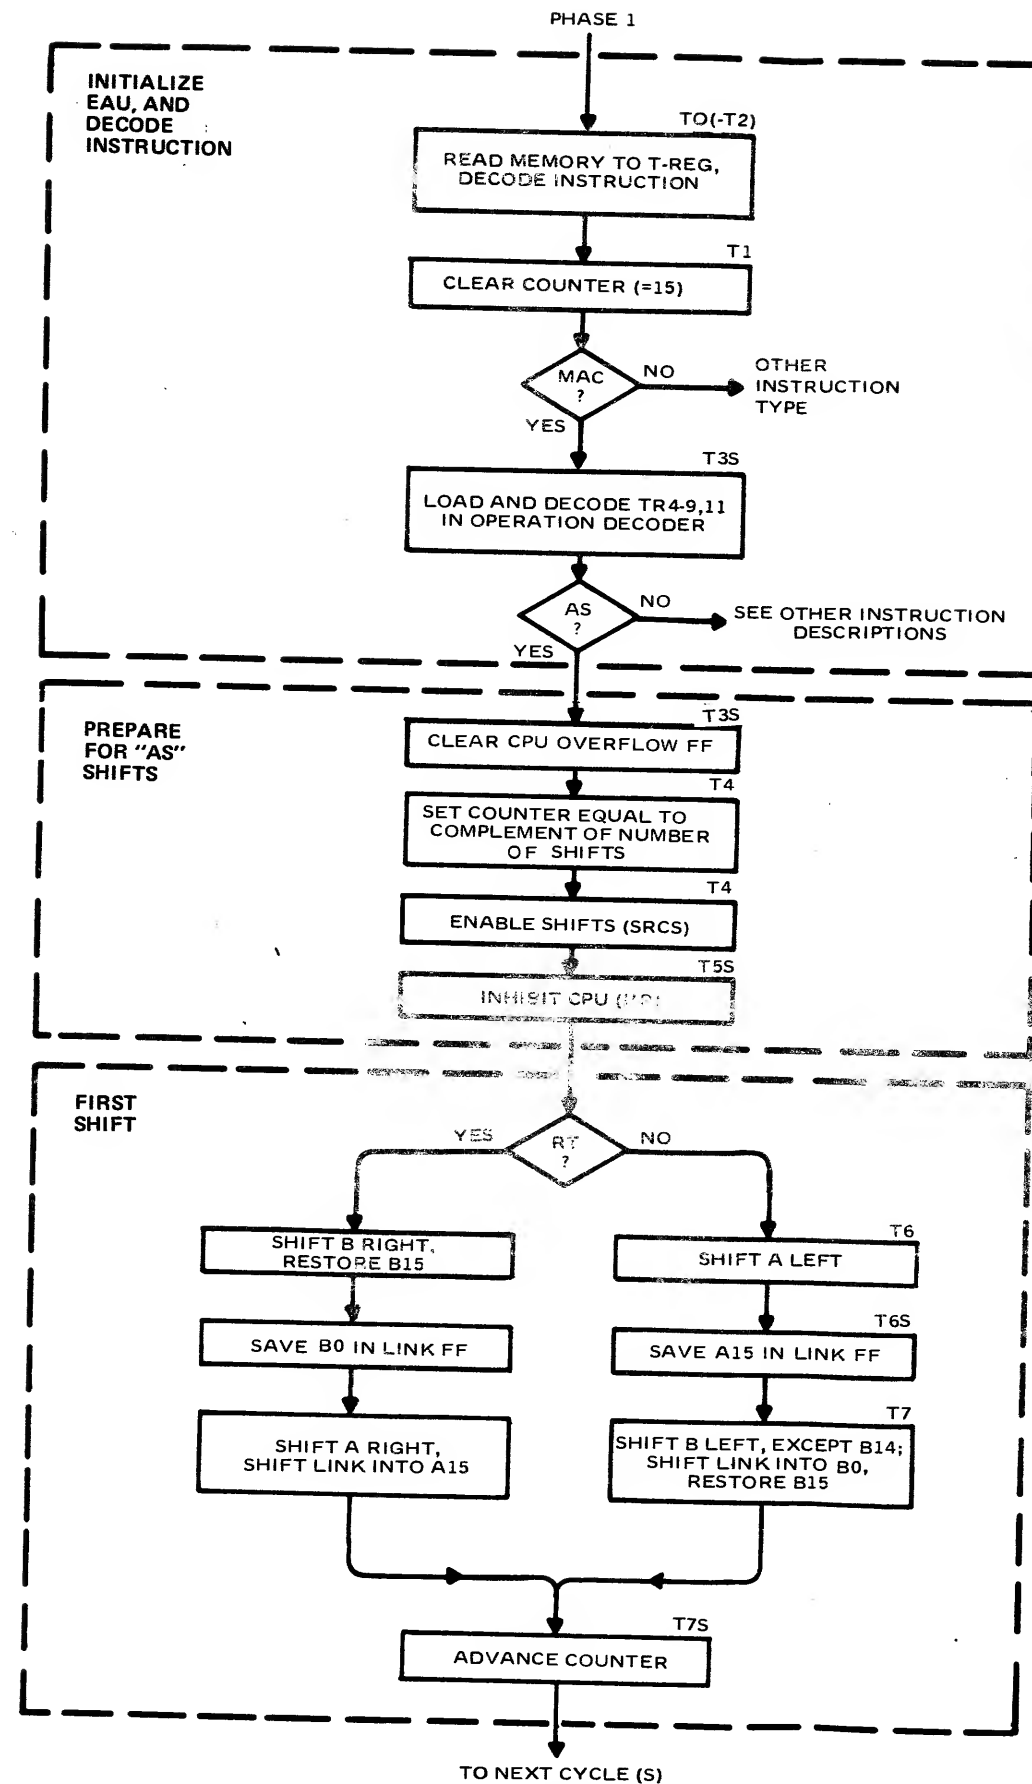 PHASE 1
INITIALIZE
EAU, AND
DECODE
INSTRUCTION
TO(-T2)
READ MEMORY TO T-REG,
DECODE INSTRUCTION
T1
CLEAR COUNTER (=15)
MAC
?
NO
OTHER
INSTRUCTION
TYPE
YES
T3S
LOAD AND DECODE TR4-9,11
IN OPERATION DECODER
AS
?
NO
SEE OTHER INSTRUCTION
DESCRIPTIONS
YES
PREPARE
FOR "AS"
SHIFTS
T3S
CLEAR CPU OVERFLOW FF
T4
SET COUNTER EQUAL TO
COMPLEMENT OF NUMBER
OF SHIFTS
T4
ENABLE SHIFTS (SRCS)
T5S
INHIBIT CPU
FIRST
SHIFT
YES
RT
?
NO
SHIFT B RIGHT,
RESTORE B15
T6
SHIFT A LEFT
SAVE B0 IN LINK FF
T6S
SAVE A15 IN LINK FF
SHIFT A RIGHT,
SHIFT LINK INTO A15
T7
SHIFT B LEFT, EXCEPT B14;
SHIFT LINK INTO B0,
RESTORE B15
T7S
ADVANCE COUNTER
TO NEXT CYCLE (S)